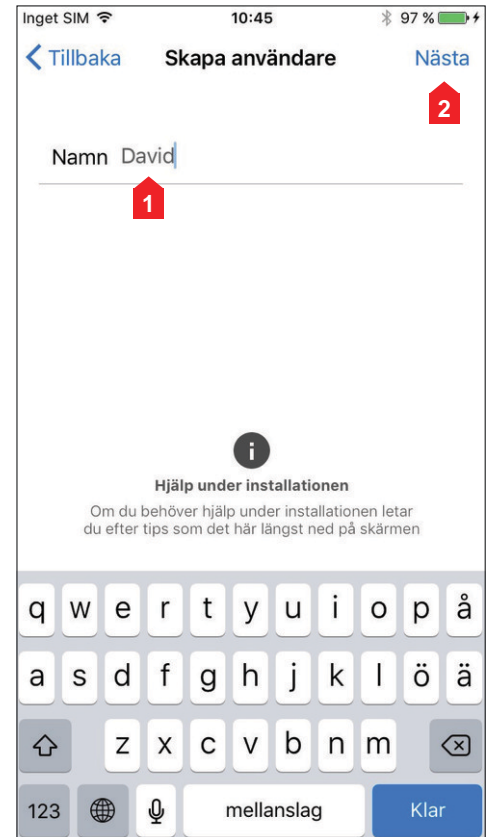 Inget SIM 10:45 97 %
Tillbaka Skapa användare Nästa
2
Namn David
1
i
Hjälp under installationen
Om du behöver hjälp under installationen letar
du efter tips som det här längst ned på skärmen
q w e r t y u i o p å
a s d f g h j k l ö ä
z x c v b n m
123 mellanslag Klar